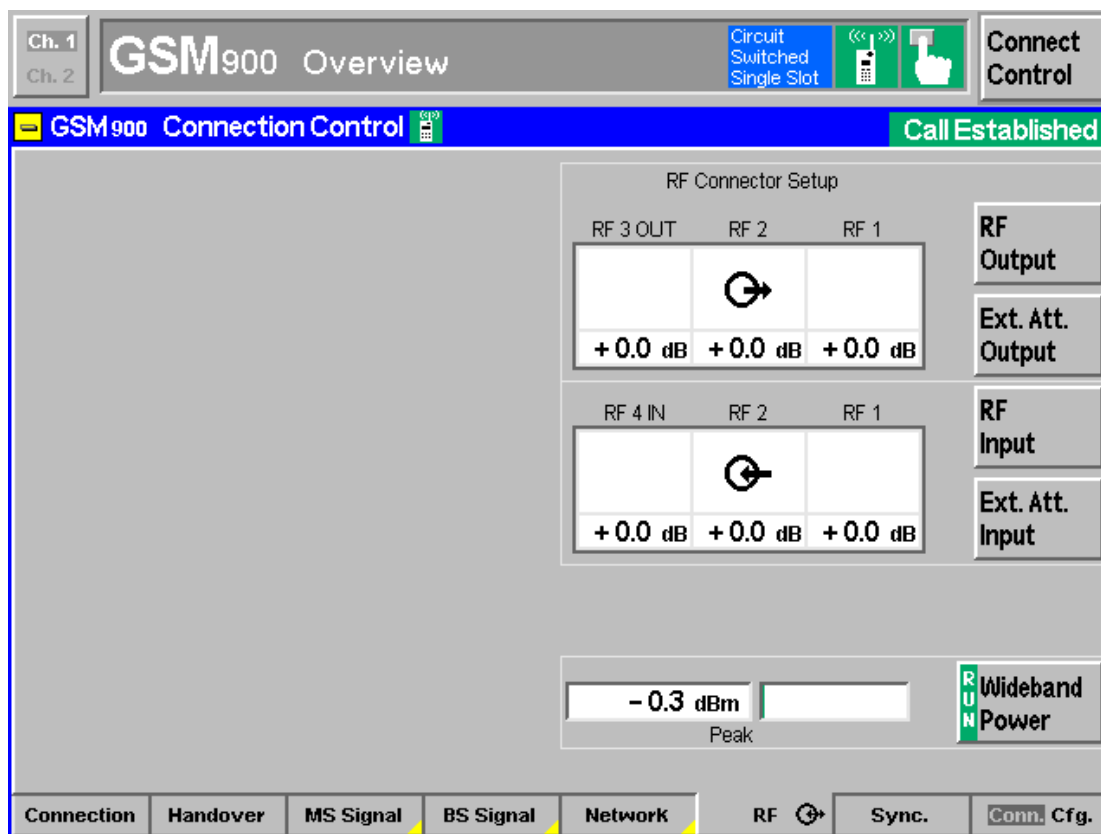 Ch. 1
Ch. 2
GSM900 Overview
Circuit
Switched
Single Slot
Connect
Control
GSM 900 Connection Control
Call Established
RF Connector Setup
RF 3 OUT RF 2 RF 1
+ 0.0 dB + 0.0 dB + 0.0 dB
RF
Output
Ext. Att.
Output
RF 4 IN RF 2 RF 1
+ 0.0 dB + 0.0 dB + 0.0 dB
RF
Input
Ext. Att.
Input
– 0.3 dBm
Peak
RUN
Wideband
Power
Connection Handover MS Signal BS Signal Network RF Sync. Conn. Cfg.